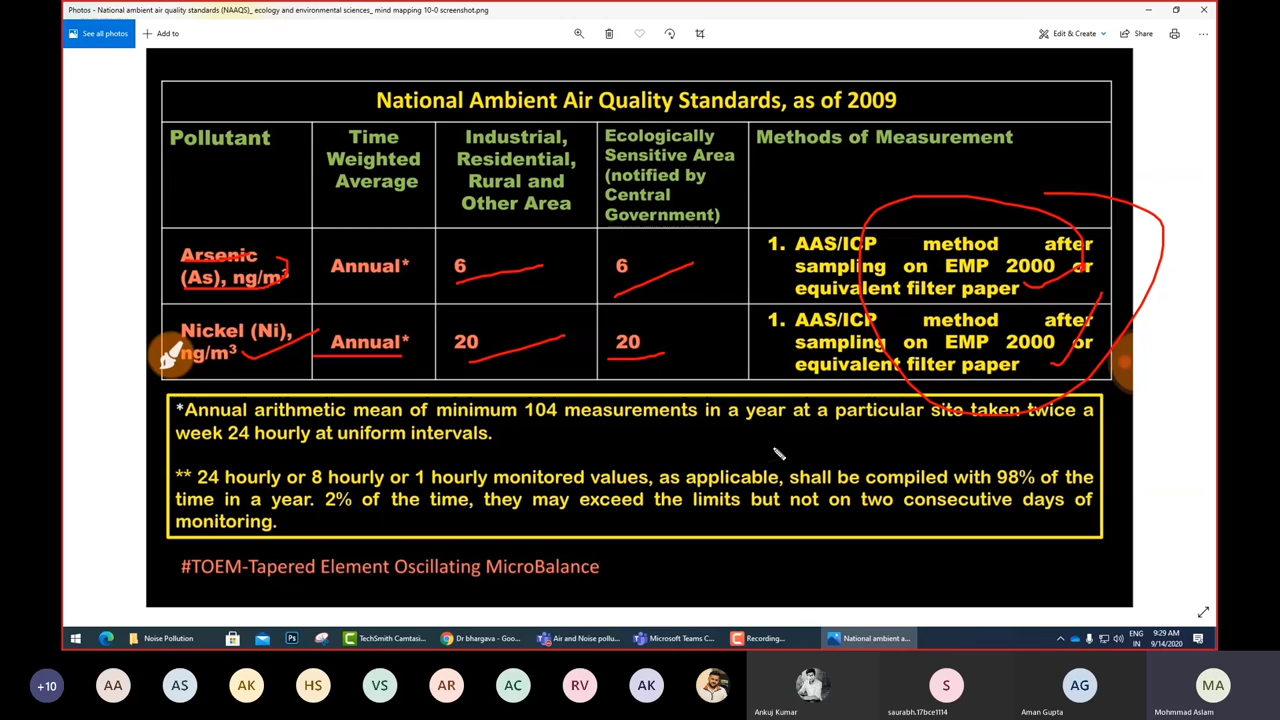 Photos - National ambient air quality standards (NAAQS)_ ecology and environmental sciences_ mind mapping 10-0 screenshot.png
See all photos
Add to
Edit & Create
Share
National Ambient Air Quality Standards, as of 2009
Pollutant
Time
Weighted
Average
Industrial,
Residential,
Rural and
Other Area
Ecologically
Sensitive Area
(notified by
Central
Government)
Methods of Measurement
Arsenic
(As), ng/m³
Annual*
6
6
1. AAS/ICP method after
sampling on EMP 2000 or
equivalent filter paper
Nickel (Ni),
ng/m³
Annual*
20
20
1. AAS/ICP method after
sampling on EMP 2000 or
equivalent filter paper
*Annual arithmetic mean of minimum 104 measurements in a year at a particular site taken twice a
week 24 hourly at uniform intervals.
** 24 hourly or 8 hourly or 1 hourly monitored values, as applicable, shall be compiled with 98% of the
time in a year. 2% of the time, they may exceed the limits but not on two consecutive days of
monitoring.
#TOEM-Tapered Element Oscillating MicroBalance
Noise Pollution
TechSmith Camtasi...
Dr bhargava - Goo...
Air and Noise pollu...
Microsoft Teams C...
Recording...
National ambient a...
ENG
IN
9:29 AM
9/14/2020
+10
AA
AS
AK
HS
VS
AR
AC
RV
AK
Ankuj Kumar
S
saurabh.17bce1114
AG
Aman Gupta
MA
Mohmmad Aslam